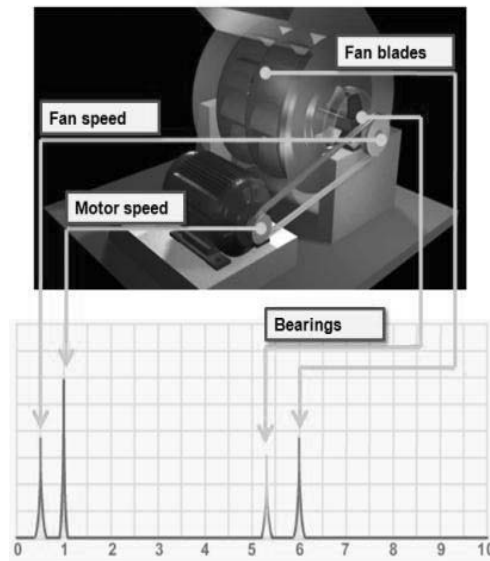 Fan blades
Fan speed
Motor speed
Bearings
0 1 2 3 4 5 6 7 8 9 10